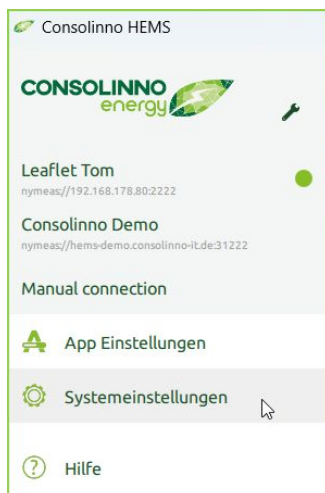 Consolinno HEMS
CONSOLINNO
energy
Leaflet Tom
nymeas://192.168.178.80:2222
Consolinno Demo
nymeas://hems-demo.consolinno-it.de:31222
Manual connection
App Einstellungen
Systemeinstellungen
? Hilfe